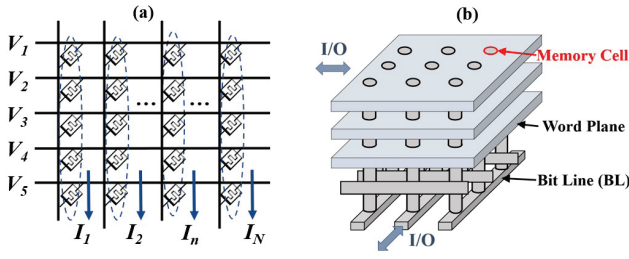 (a)
V1
V2
V3
V4
V5
... ...
I1 I2 In IN
(b)
I/O
Memory Cell
Word Plane
Bit Line (BL)
I/O